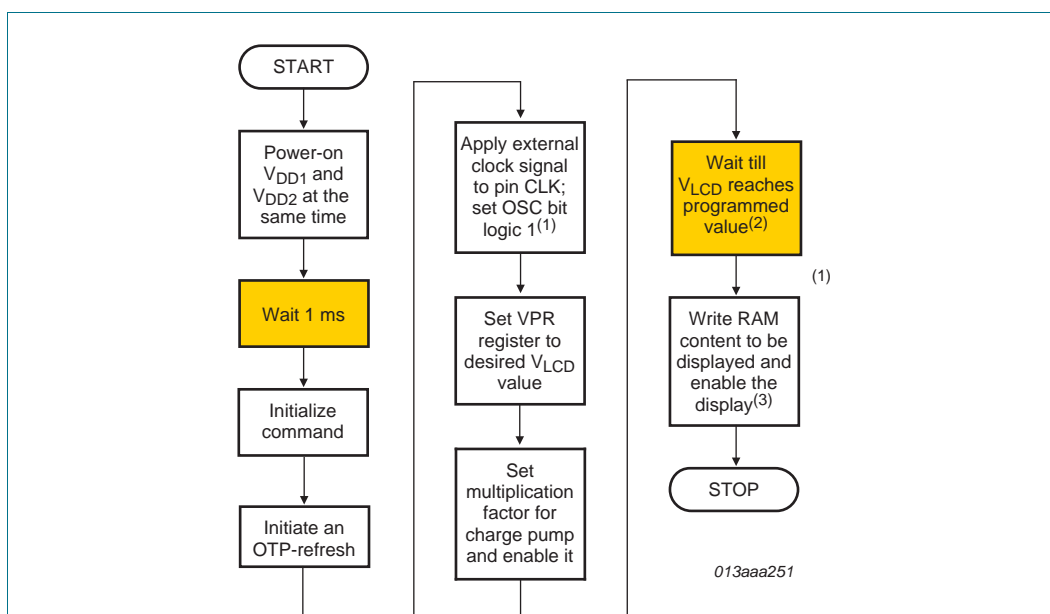 START
Power-on
VDD1 and
VDD2 at the
same time
Wait 1 ms
Initialize
command
Initiate an
OTP-refresh
Apply external
clock signal
to pin CLK;
set OSC bit
logic 1(1)
Set VPR
register to
desired VLCD
value
Set
multiplication
factor for
charge pump
and enable it
Wait till
VLCD reaches
programmed
value(2)
(1)
Write RAM
content to be
displayed and
enable the
display(3)
STOP
013aaa251